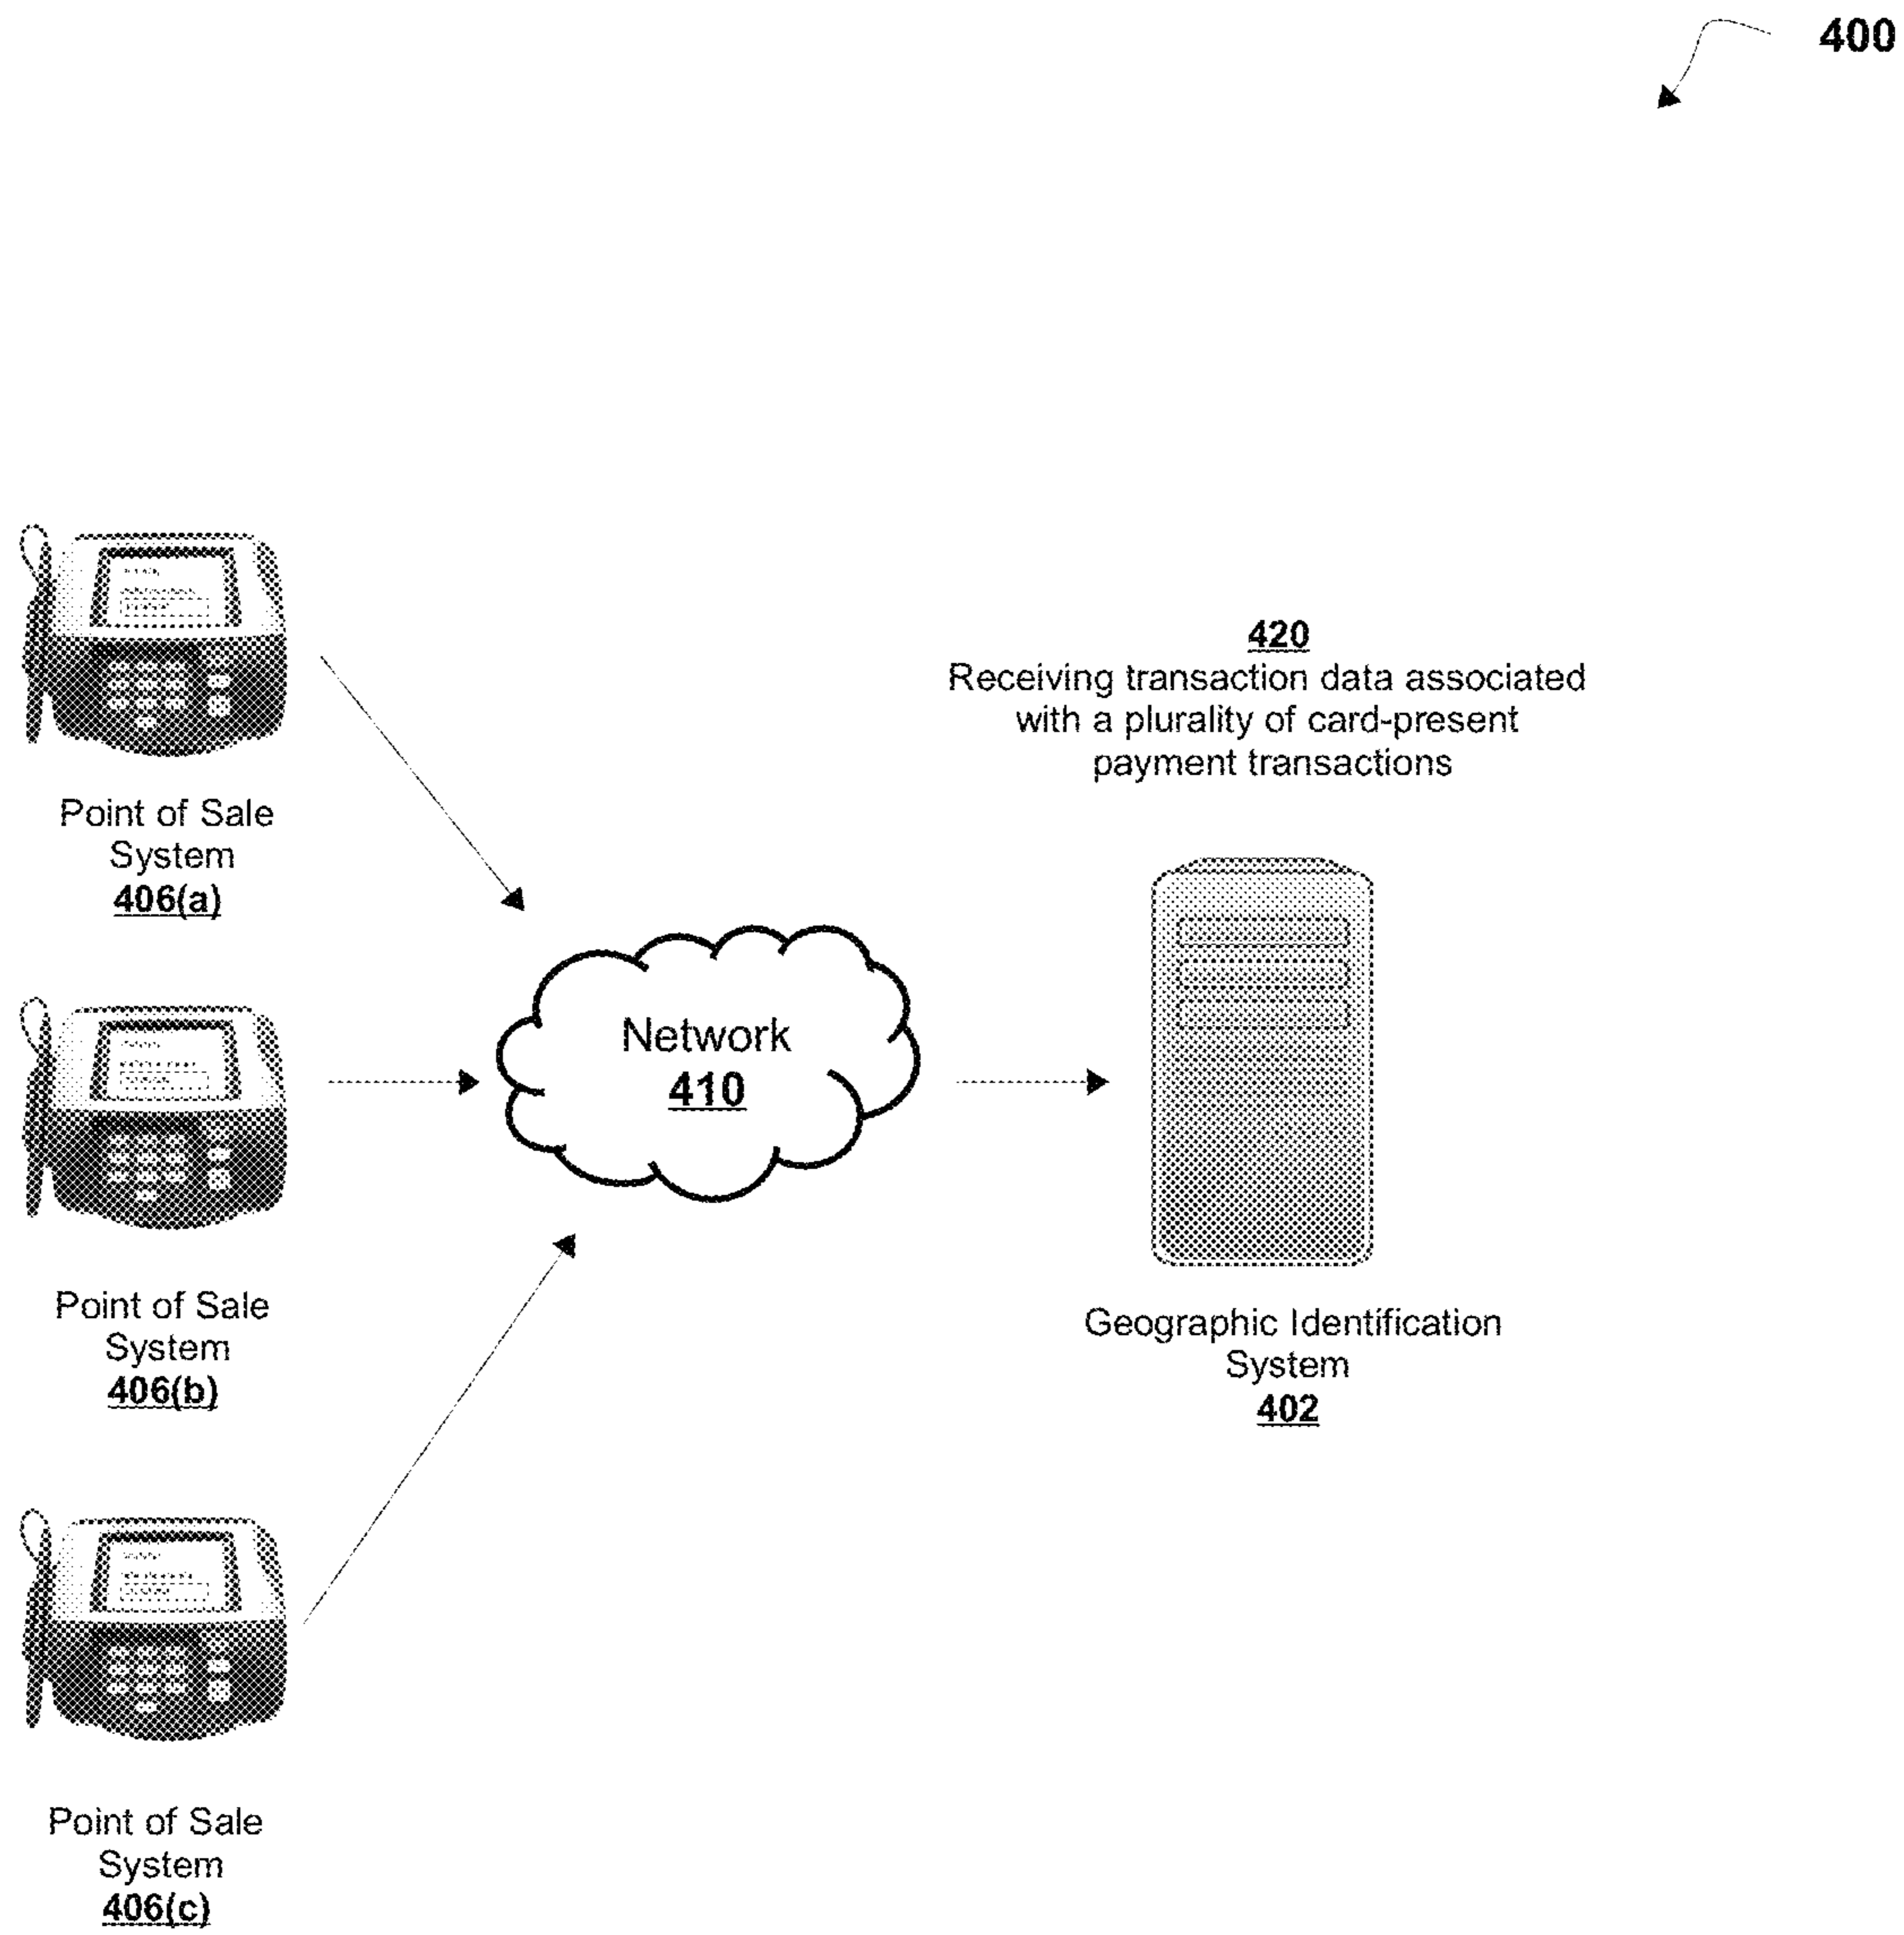 400
420
Receiving transaction data associated
with a plurality of card-present
payment transactions
Point of Sale
System
406(a)
Network
410
Point of Sale
System
406(b)
Geographic Identification
System
402
Point of Sale
System
406(c)